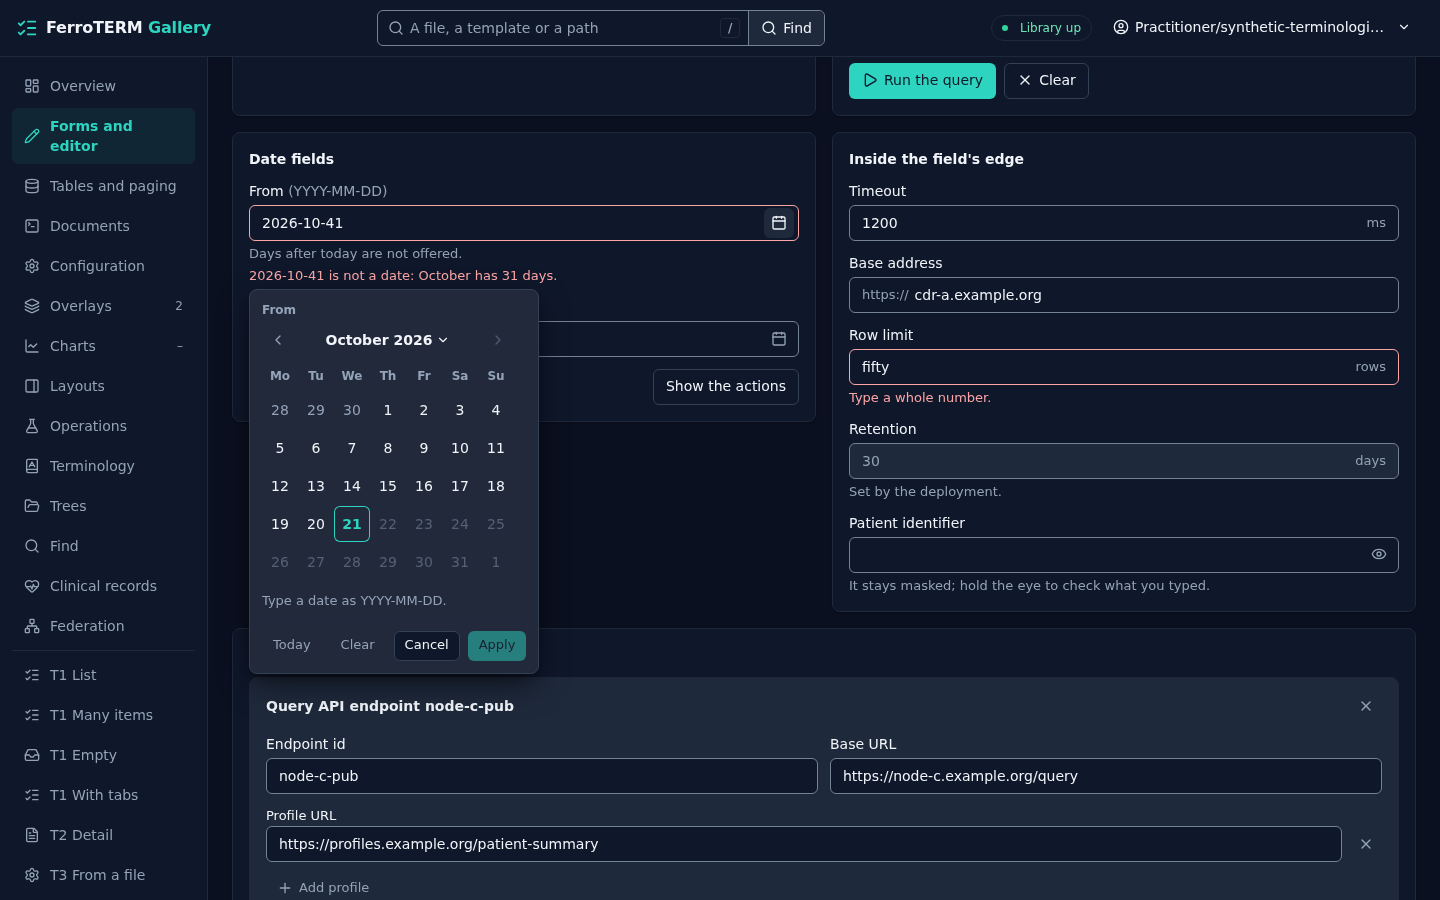 FerroTERM Gallery
A file, a template or a path
/
Find
Library up
Practitioner/synthetic-terminologi...
Overview
Forms and
editor
Tables and paging
Documents
Configuration
Overlays 2
Charts –
Layouts
Operations
Terminology
Trees
Find
Clinical records
Federation
T1 List
T1 Many items
T1 Empty
T1 With tabs
T2 Detail
T3 From a file
Run the query
Clear
Date fields
From (YYYY-MM-DD)
2026-10-41
Days after today are not offered.
2026-10-41 is not a date: October has 31 days.
Show the actions
From
October 2026
Mo Tu We Th Fr Sa Su
28 29 30 1 2 3 4
5 6 7 8 9 10 11
12 13 14 15 16 17 18
19 20 21 22 23 24 25
26 27 28 29 30 31 1
Type a date as YYYY-MM-DD.
Today Clear Cancel Apply
Inside the field's edge
Timeout
1200 ms
Base address
https:// cdr-a.example.org
Row limit
fifty rows
Type a whole number.
Retention
30 days
Set by the deployment.
Patient identifier
It stays masked; hold the eye to check what you typed.
Query API endpoint node-c-pub
Endpoint id
node-c-pub
Base URL
https://node-c.example.org/query
Profile URL
https://profiles.example.org/patient-summary
Add profile